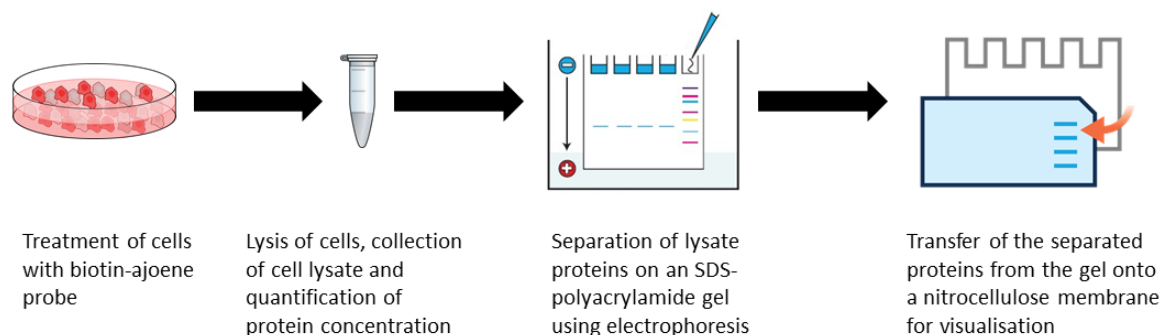 Treatment of cells
with biotin-ajoene
probe
Lysis of cells, collection
of cell lysate and
quantification of
protein concentration
Separation of lysate
proteins on an SDS-
polyacrylamide gel
using electrophoresis
Transfer of the separated
proteins from the gel onto
a nitrocellulose membrane
for visualisation